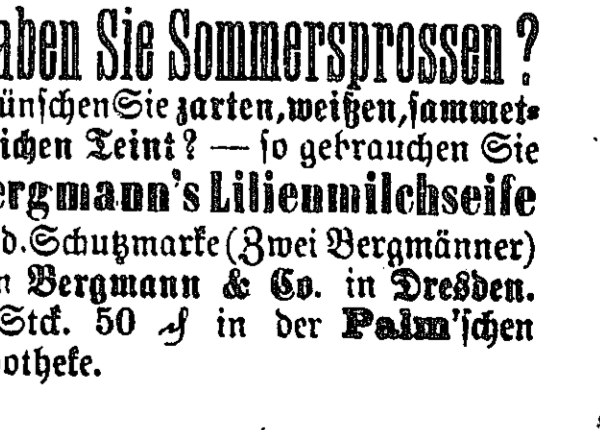 aben Sie Sommersprossen?
ünſchen Sie zarten, weißen, ſammet⸗
ichen Teint? — ſo gebrauchen Sie
ergmann's Lilienmilchſeife
d. Schutzmarke (Zwei Bergmänner)
n Bergmann & Co. in Dresden.
Stck. 50 ₰ in der Palm'ſchen
potheke.